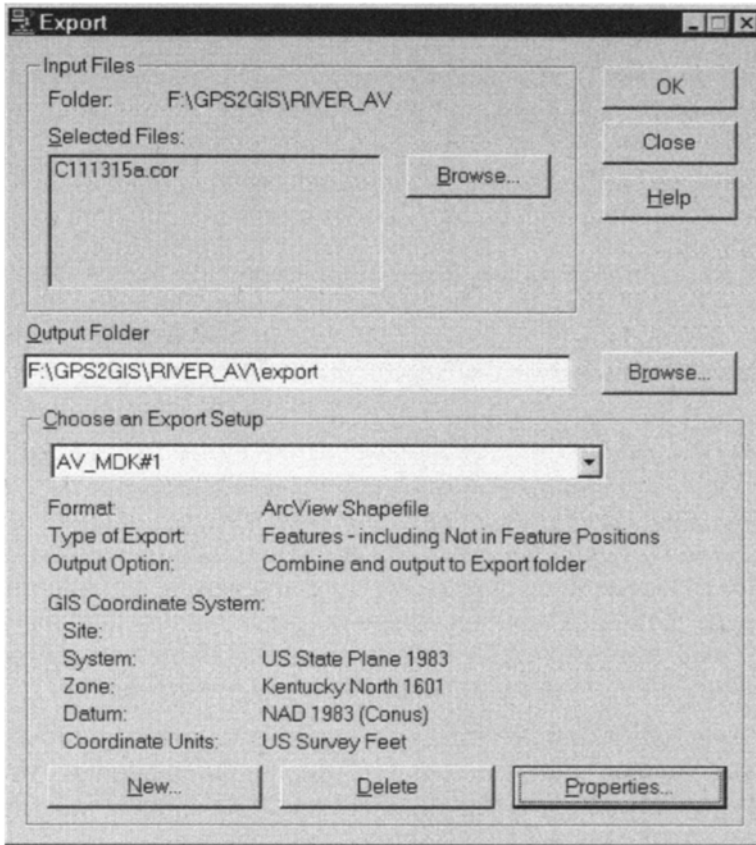 Export
Input Files
Folder: F:\GPS2GIS\RIVER_AV
Selected Files:
C111315a.cor
Browse...
OK
Close
Help
Output Folder
F:\GPS2GIS\RIVER_AV\export
Browse...
Choose an Export Setup
AV_MDK#1
Format: ArcView Shapefile
Type of Export: Features - including Not in Feature Positions
Output Option: Combine and output to Export folder
GIS Coordinate System:
Site:
System: US State Plane 1983
Zone: Kentucky North 1601
Datum: NAD 1983 (Conus)
Coordinate Units: US Survey Feet
New...
Delete
Properties...